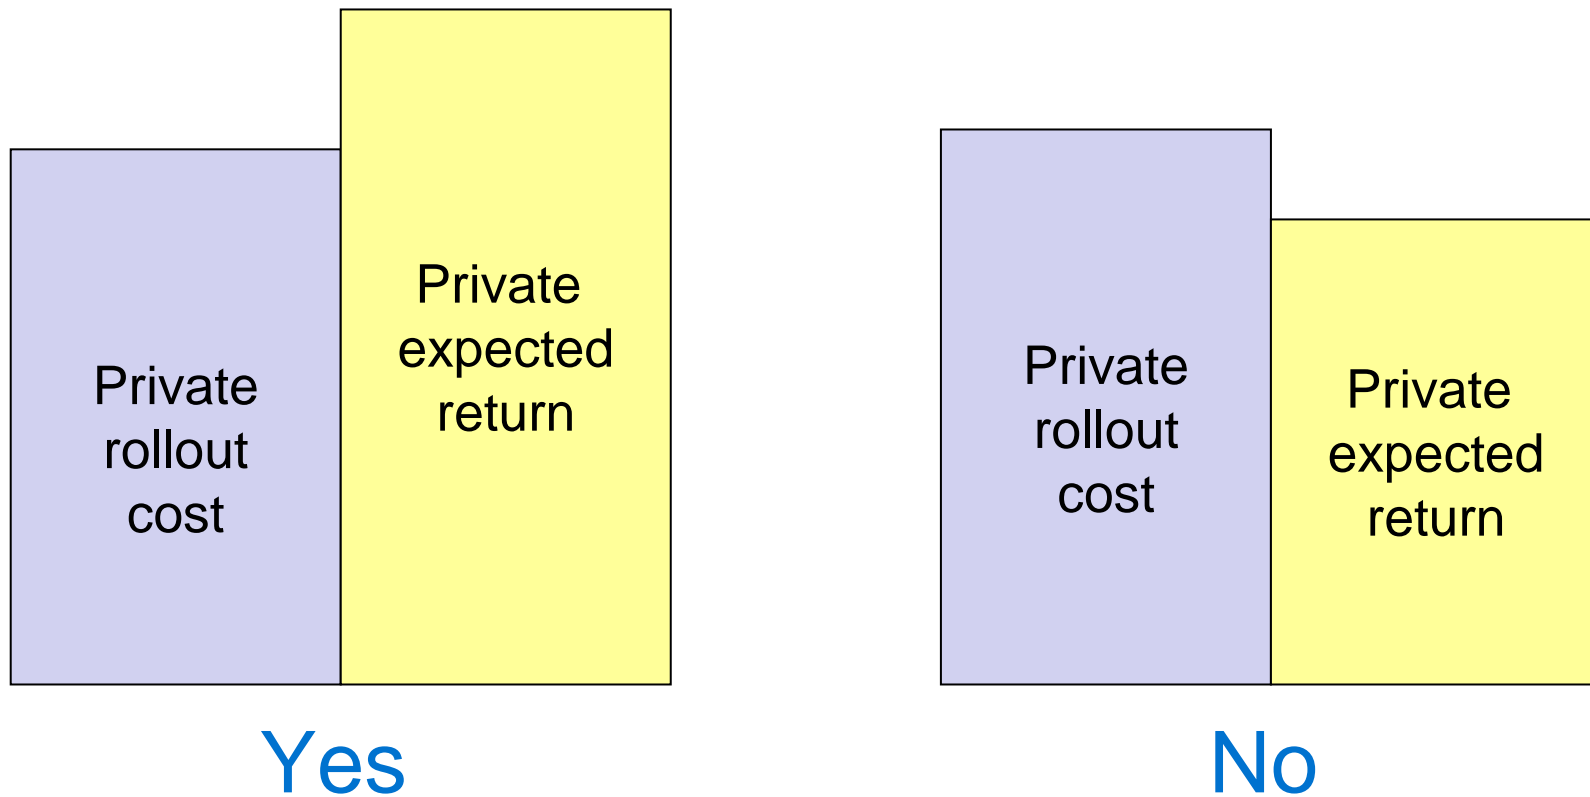 Private
rollout
cost
Private
expected
return
Yes
Private
rollout
cost
Private
expected
return
No